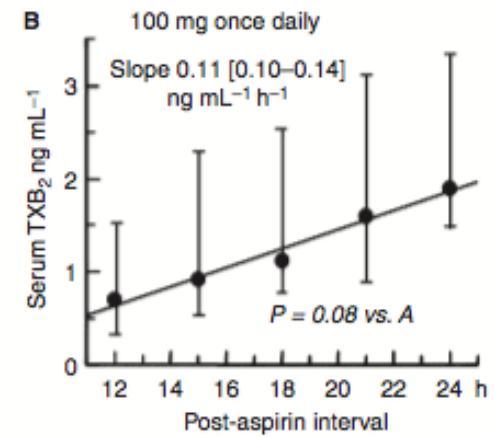 B 100 mg once daily
Slope 0.11 [0.10–0.14]
ng mL⁻¹ h⁻¹
Serum TXB₂ ng mL⁻¹
3
2
1
0
P = 0.08 vs. A
12 14 16 18 20 22 24 h
Post-aspirin interval